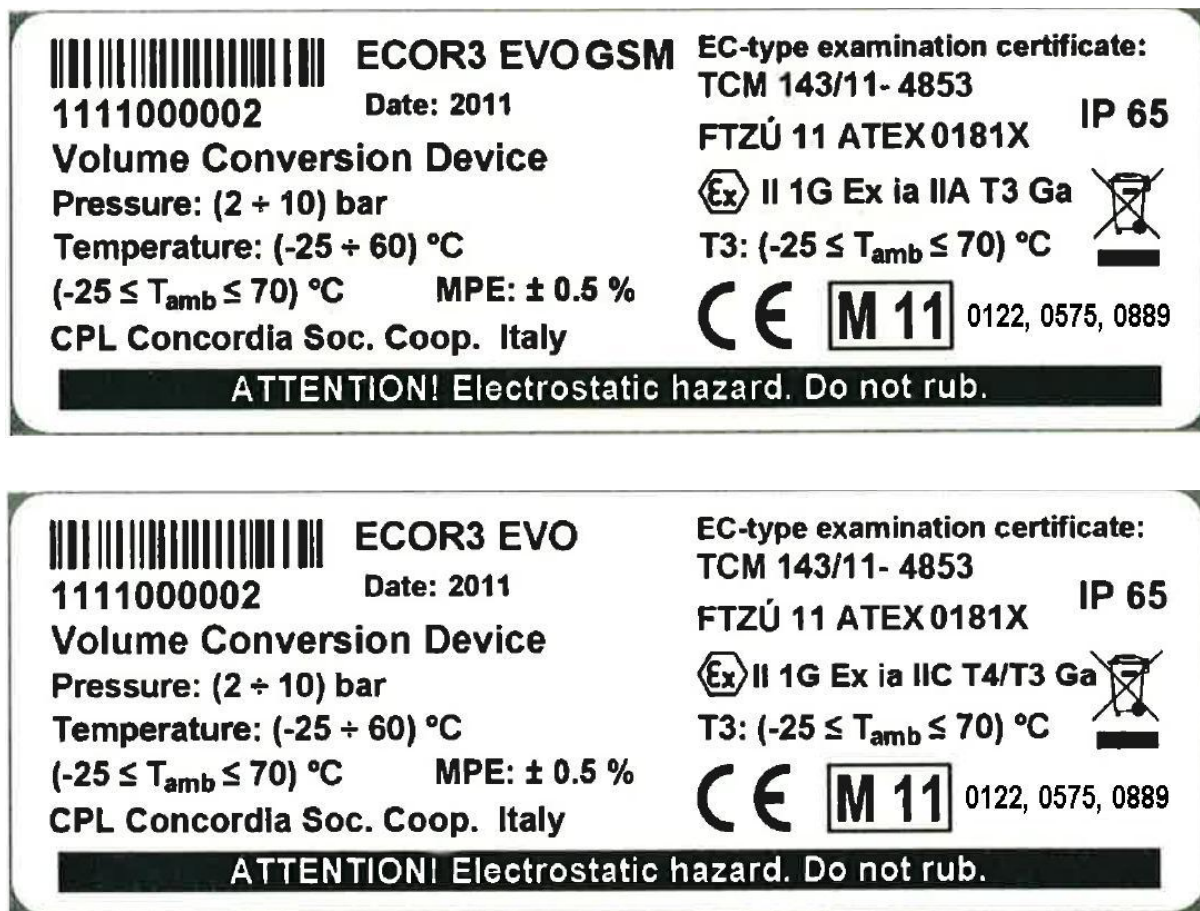 ECOR3 EVO GSM
1111000002
Date: 2011
Volume Conversion Device
Pressure: (2 ÷ 10) bar
Temperature: (-25 ÷ 60) ºC
(-25 ≤ Tamb ≤ 70) ºC MPE: ± 0.5 %
CPL Concordia Soc. Coop. Italy
EC-type examination certificate:
TCM 143/11- 4853
IP 65
FTZÚ 11 ATEX 0181X
Ex II 1G Ex ia IIA T3 Ga
T3: (-25 ≤ Tamb ≤ 70) ºC
CE M 11 0122, 0575, 0889
ATTENTION! Electrostatic hazard. Do not rub.
ECOR3 EVO
1111000002
Date: 2011
Volume Conversion Device
Pressure: (2 ÷ 10) bar
Temperature: (-25 ÷ 60) ºC
(-25 ≤ Tamb ≤ 70) ºC MPE: ± 0.5 %
CPL Concordia Soc. Coop. Italy
EC-type examination certificate:
TCM 143/11- 4853
IP 65
FTZÚ 11 ATEX 0181X
Ex II 1G Ex ia IIC T4/T3 Ga
T3: (-25 ≤ Tamb ≤ 70) ºC
CE M 11 0122, 0575, 0889
ATTENTION! Electrostatic hazard. Do not rub.